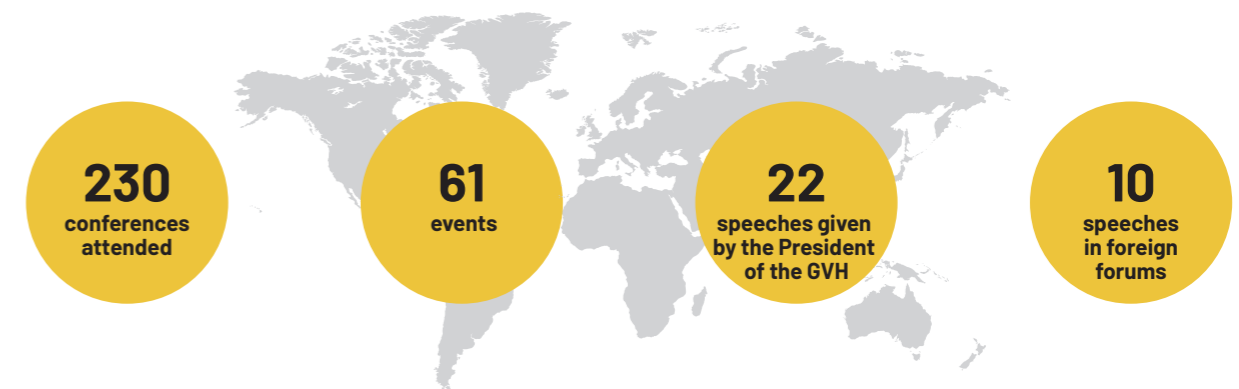 230
conferences
attended
61
events
22
speeches given
by the President
of the GVH
10
speeches
in foreign
forums